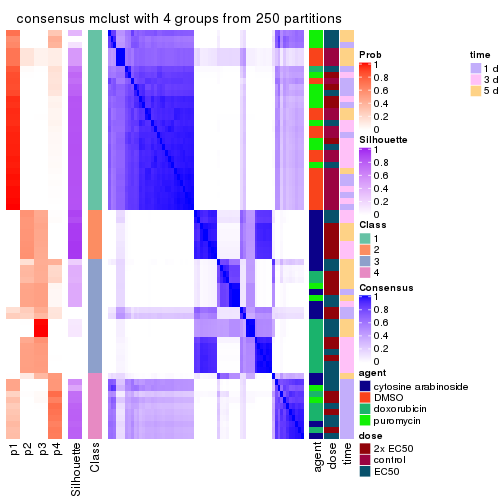 consensus mclust with 4 groups from 250 partitions
Prob
1
0.8
0.6
0.4
0.2
0
time
1 d
3 d
5 d
Silhouette
1
0.8
0.6
0.4
0.2
0
Class
1
2
3
4
Consensus
1
0.8
0.6
0.4
0.2
0
agent
cytosine arabinoside
DMSO
doxorubicin
puromycin
dose
2x EC50
control
EC50
p1
p2
p3
p4
Silhouette
Class
agent
dose
time